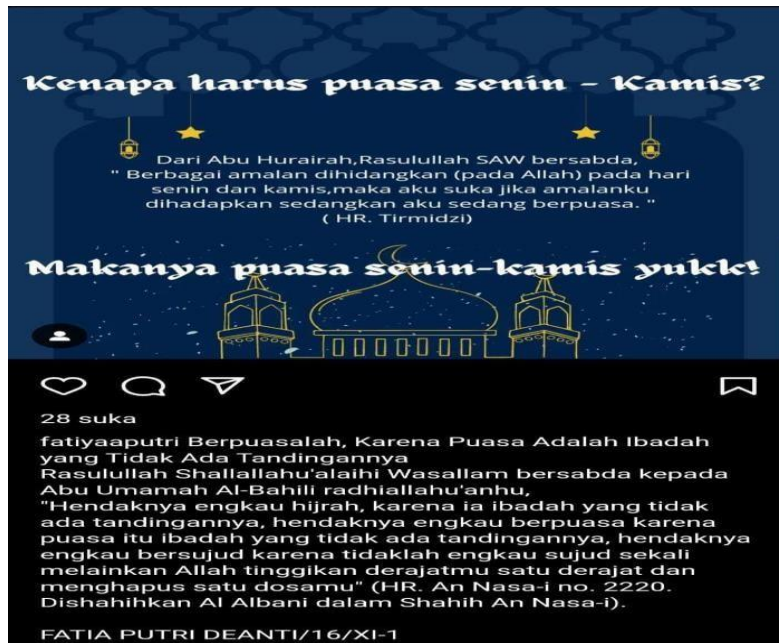 Kenapa harus puasa senin - Kamis?
Dari Abu Hurairah,Rasulullah SAW bersabda,
" Berbagai amalan dihidangkan (pada Allah) pada hari
senin dan kamis,maka aku suka jika amalanku
dihadapkan sedangkan aku sedang berpuasa. "
( HR. Tirmidzi)
Makanya puasa senin-kamis yukk!
28 suka
fatiyaaputri Berpuasalah, Karena Puasa Adalah Ibadah
yang Tidak Ada Tandingannya
Rasulullah Shallallahu'alaihi Wasallam bersabda kepada
Abu Umamah Al-Bahili radhiallahu'anhu,
"Hendaknya engkau hijrah, karena ia ibadah yang tidak
ada tandingannya, hendaknya engkau berpuasa karena
puasa itu ibadah yang tidak ada tandingannya, hendaknya
engkau bersujud karena tidaklah engkau sujud sekali
melainkan Allah tinggikan derajatmu satu derajat dan
menghapus satu dosamu" (HR. An Nasa-i no. 2220.
Dishahihkan Al Albani dalam Shahih An Nasa-i).
FATIA PUTRI DEANTI/16/XI-1